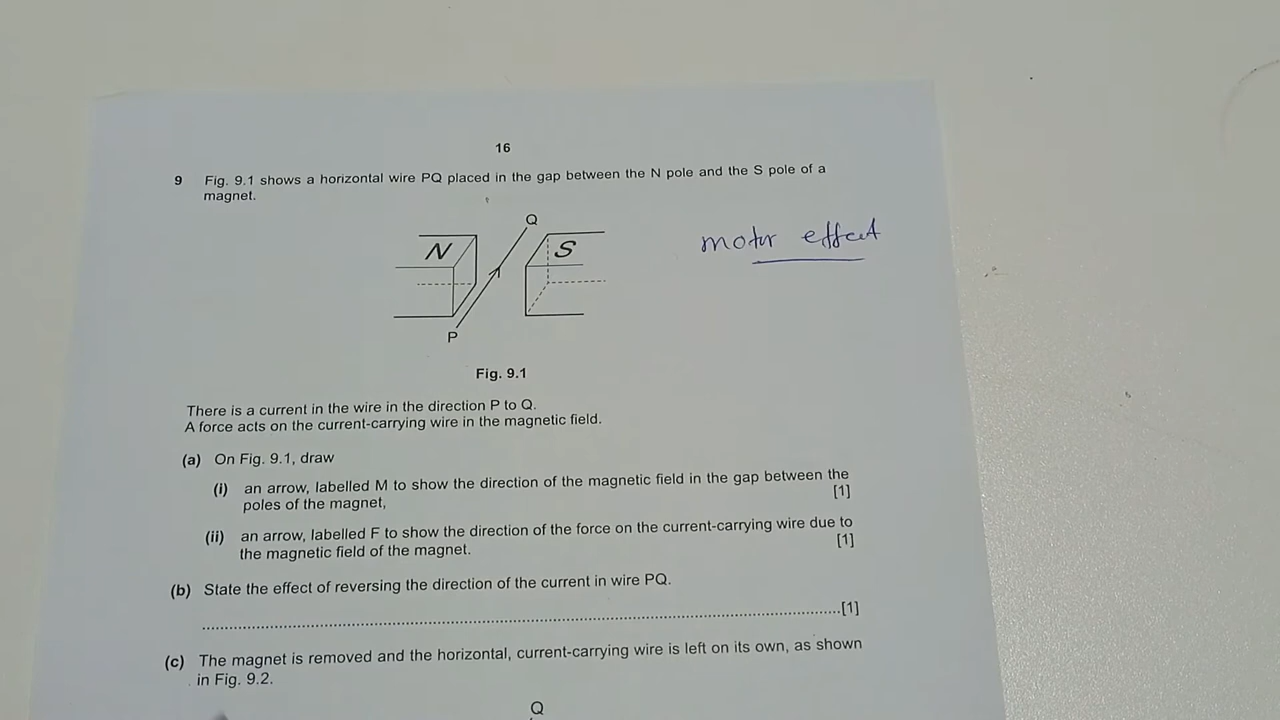 16
9 Fig. 9.1 shows a horizontal wire PQ placed in the gap between the N pole and the S pole of a
magnet.
Q
N
S
motor effect
P
Fig. 9.1
There is a current in the wire in the direction P to Q.
A force acts on the current-carrying wire in the magnetic field.
(a) On Fig. 9.1, draw
(i) an arrow, labelled M to show the direction of the magnetic field in the gap between the
poles of the magnet, [1]
(ii) an arrow, labelled F to show the direction of the force on the current-carrying wire due to
the magnetic field of the magnet. [1]
(b) State the effect of reversing the direction of the current in wire PQ.
...............................................................................................................[1]
(c) The magnet is removed and the horizontal, current-carrying wire is left on its own, as shown
in Fig. 9.2.
Q